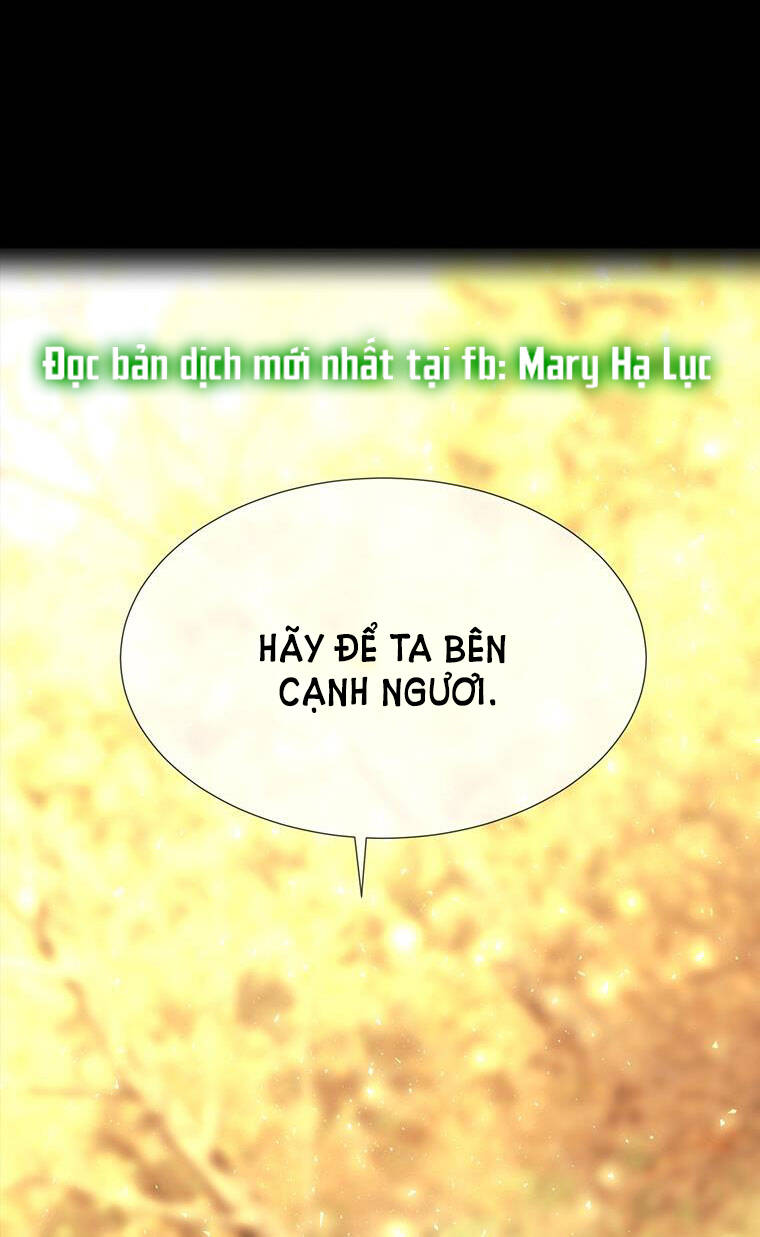 Đọc bản dịch mới nhất tại fb: Mary Hạ Lục
HÃY ĐỂ TA BÊN
CẠNH NGƯƠI.